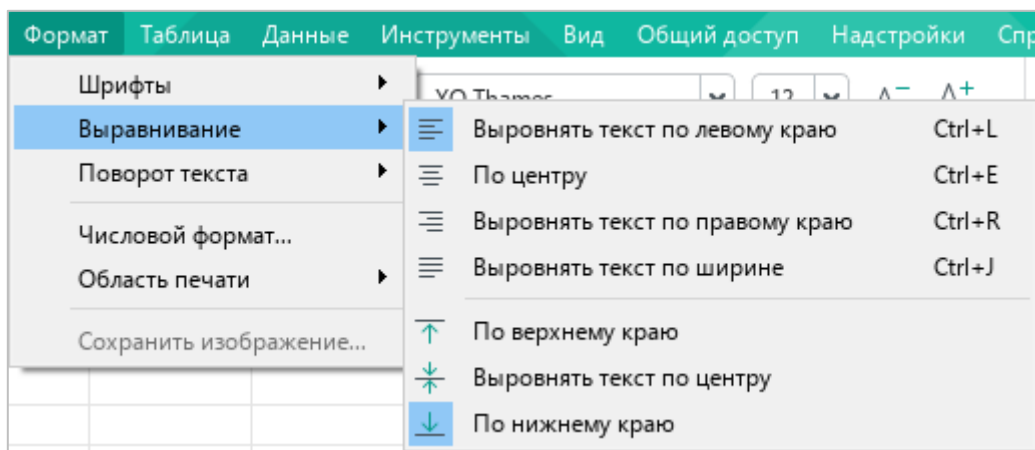 Формат Таблица Данные Инструменты Вид Общий доступ Надстройки
Шрифты
XO Thames 12 A− A+
Выравнивание
Выровнять текст по левому краю Ctrl+L
Поворот текста
По центру Ctrl+E
Числовой формат...
Выровнять текст по правому краю Ctrl+R
Область печати
Выровнять текст по ширине Ctrl+J
Сохранить изображение...
По верхнему краю
Выровнять текст по центру
По нижнему краю